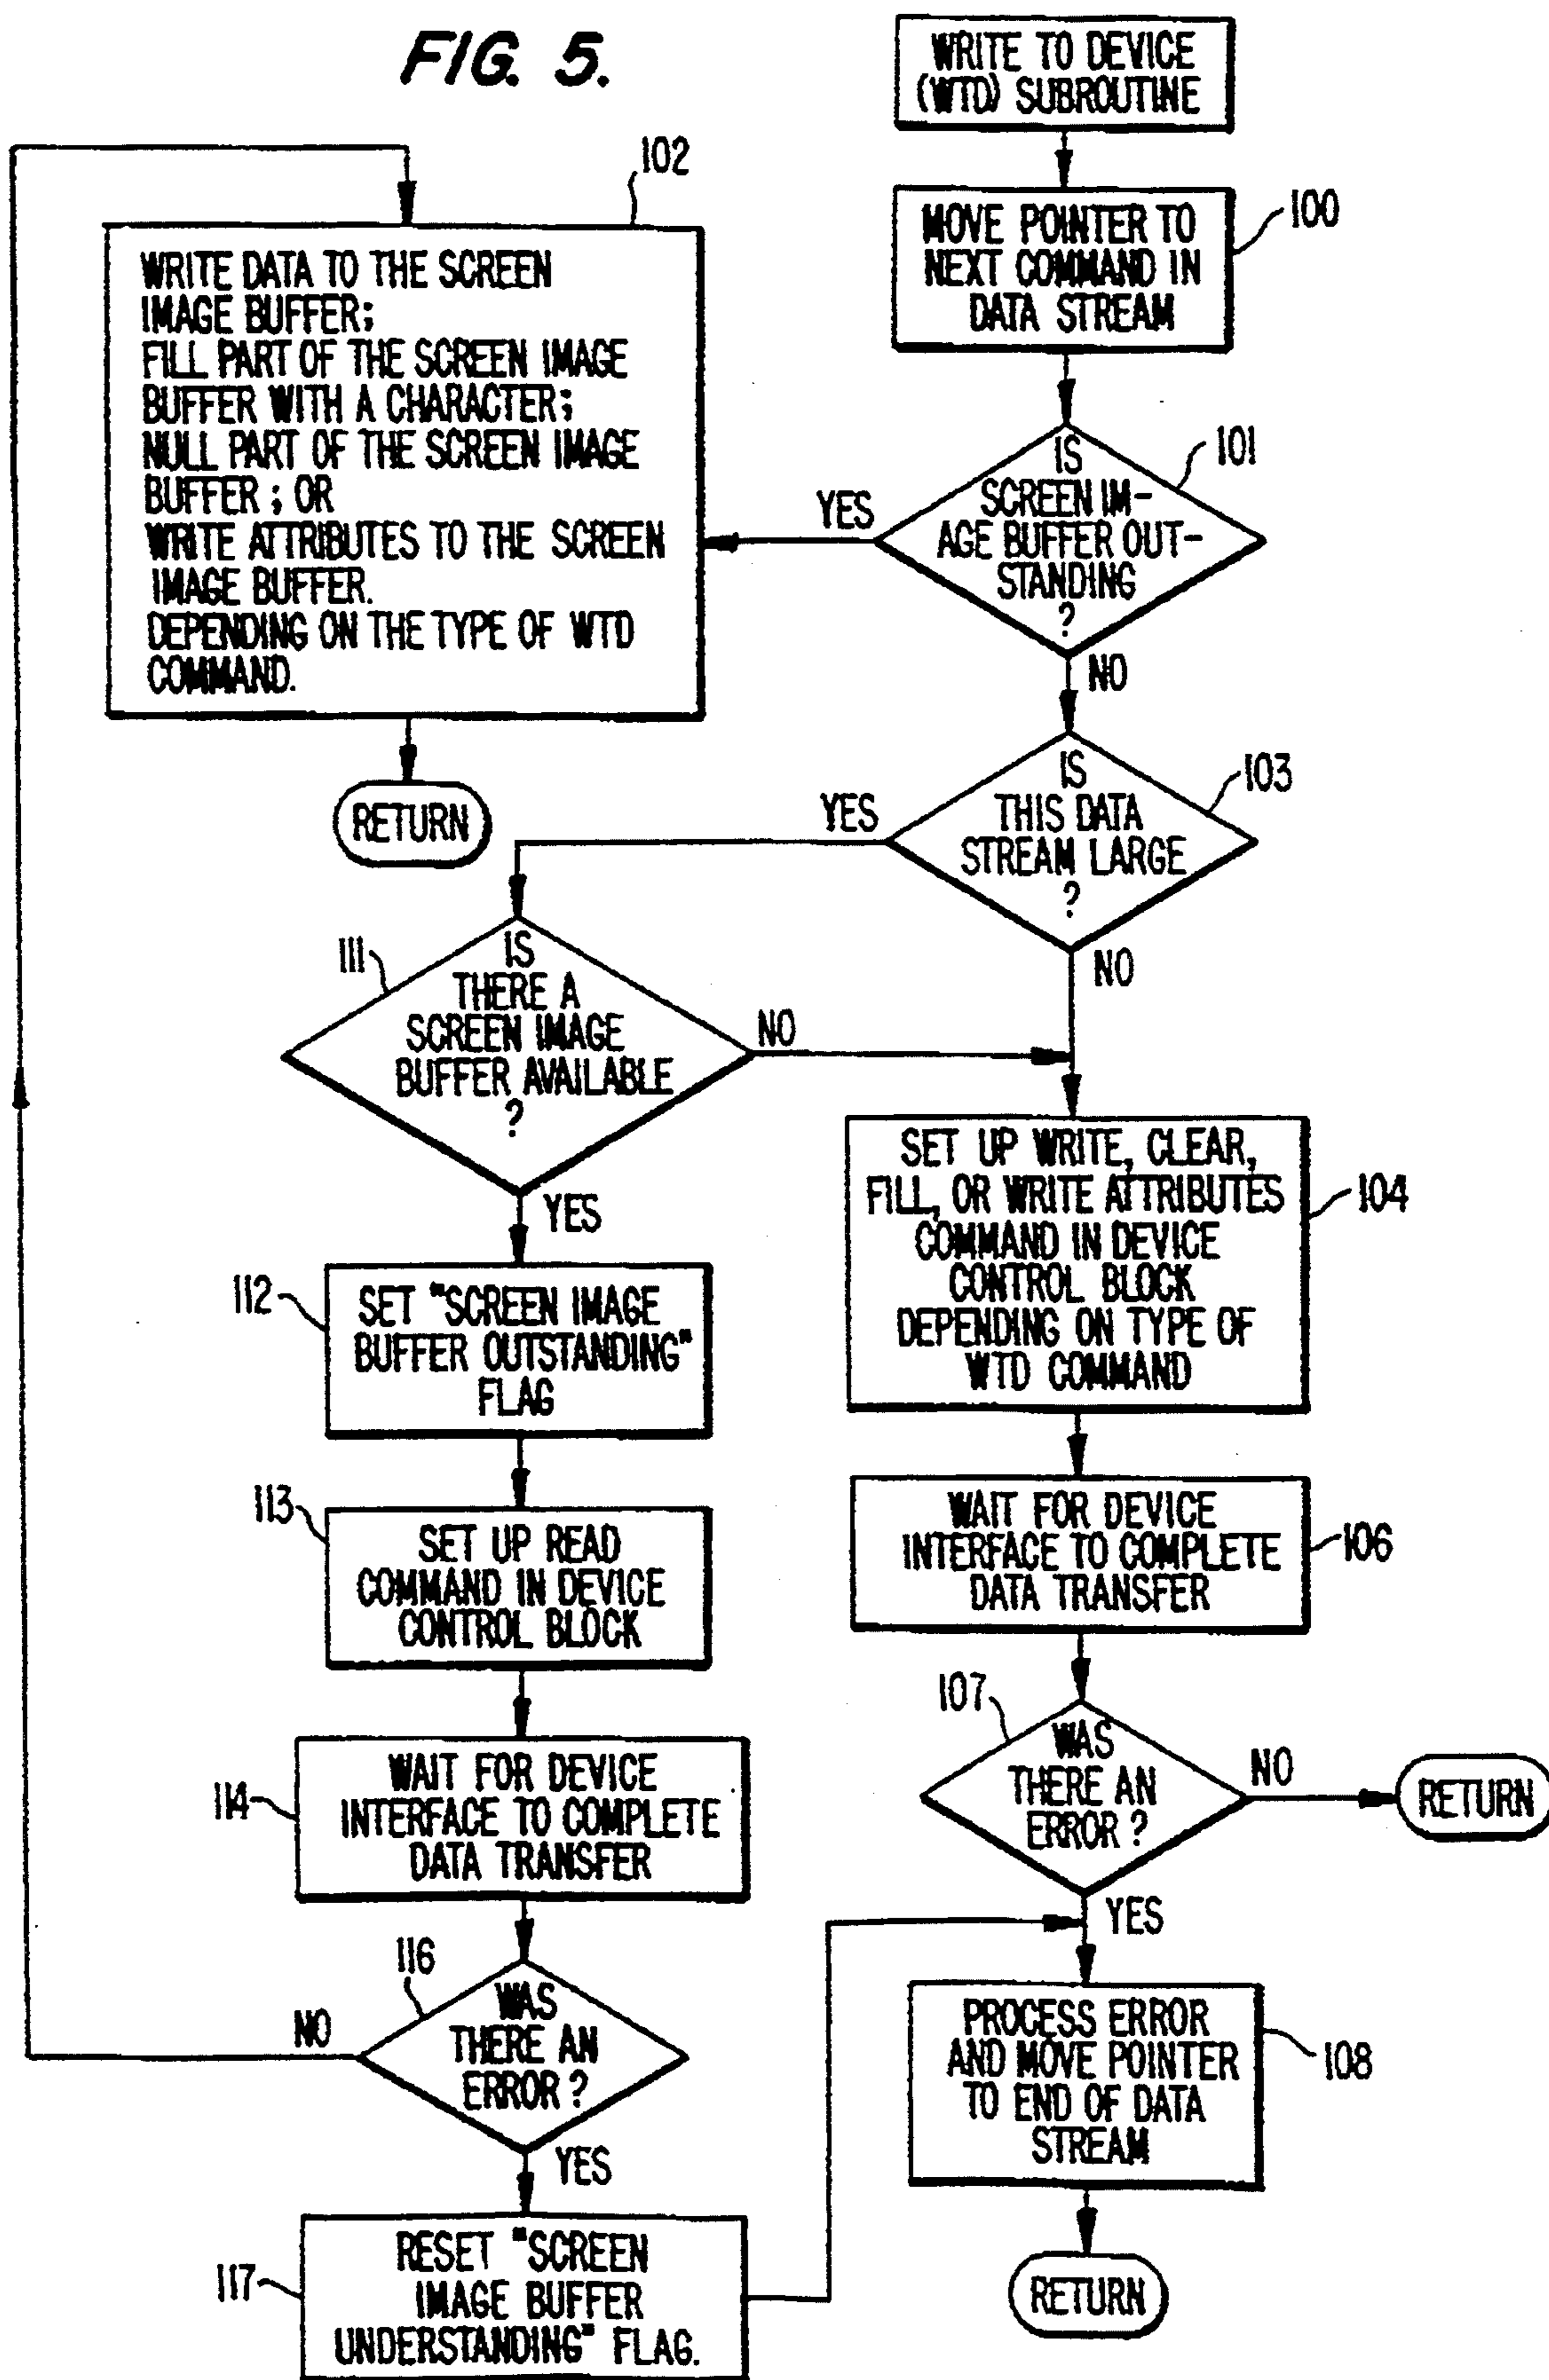 FIG. 5.
WRITE TO DEVICE
(WTD) SUBROUTINE
100
MOVE POINTER TO
NEXT COMMAND IN
DATA STREAM
101
IS
SCREEN IM-
AGE BUFFER OUT-
STANDING
?
YES
NO
102
WRITE DATA TO THE SCREEN
IMAGE BUFFER;
FILL PART OF THE SCREEN IMAGE
BUFFER WITH A CHARACTER;
NULL PART OF THE SCREEN IMAGE
BUFFER; OR
WRITE ATTRIBUTES TO THE SCREEN
IMAGE BUFFER.
DEPENDING ON THE TYPE OF WTD
COMMAND.
RETURN
103
IS
THIS DATA
STREAM LARGE
?
YES
NO
111
IS
THERE A
SCREEN IMAGE
BUFFER AVAILABLE
?
NO
YES
104
SET UP WRITE, CLEAR,
FILL, OR WRITE ATTRIBUTES
COMMAND IN DEVICE
CONTROL BLOCK
DEPENDING ON TYPE OF
WTD COMMAND
112
SET "SCREEN IMAGE
BUFFER OUTSTANDING"
FLAG
113
SET UP READ
COMMAND IN DEVICE
CONTROL BLOCK
106
WAIT FOR DEVICE
INTERFACE TO COMPLETE
DATA TRANSFER
107
WAS
THERE AN
ERROR?
NO
RETURN
YES
114
WAIT FOR DEVICE
INTERFACE TO COMPLETE
DATA TRANSFER
116
WAS
THERE AN
ERROR?
NO
YES
108
PROCESS ERROR
AND MOVE POINTER
TO END OF DATA
STREAM
RETURN
117
RESET "SCREEN
IMAGE BUFFER
UNDERSTANDING" FLAG.